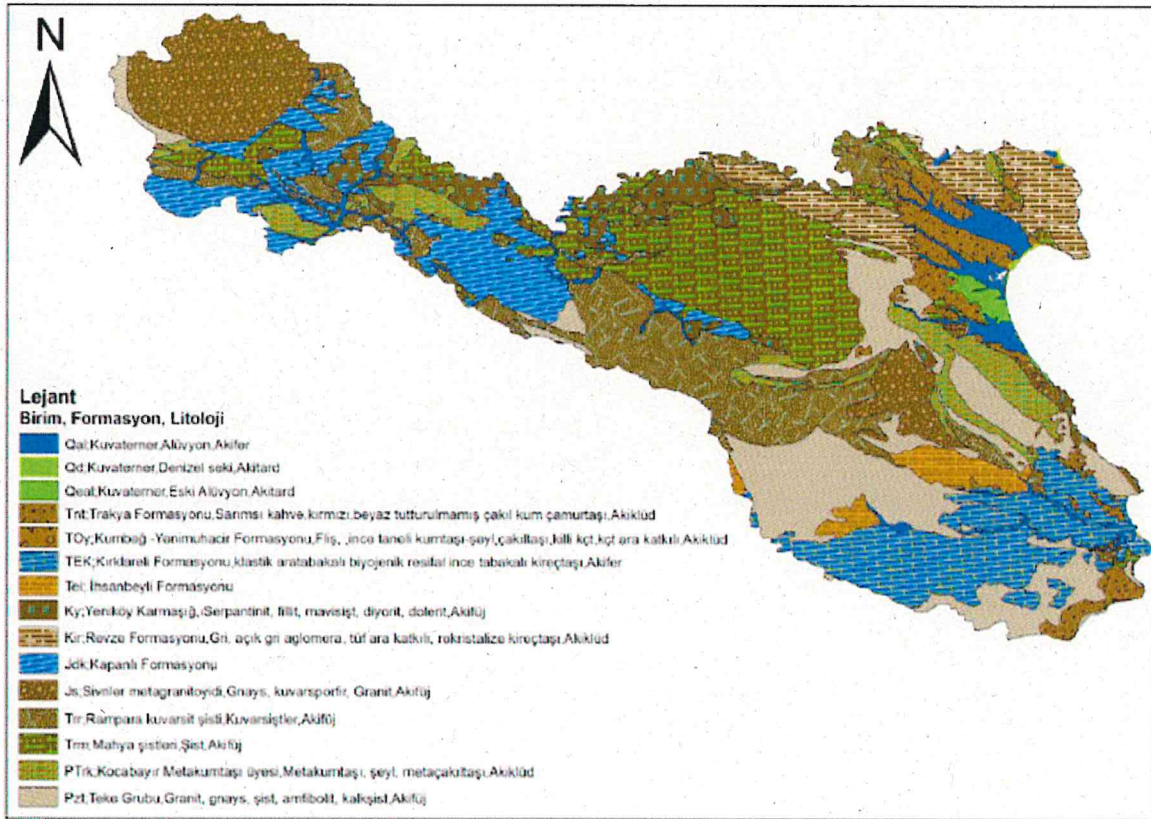 N
Lejant
Birim, Formasyon, Litoloji
Qal;Kuvaterner,Alüvyon,Akifer
Qd;Kuvaterner,Denizel seki,Akitard
Qeal;Kuvaterner,Eski Alüvyon,Akitard
Tnt;Trakya Formasyonu,Sarımsı kahve,kırmızı,beyaz tutturulmamış çakıl kum çamurtaşı,Akiklüd
TOy;Kumbağ -Yenimuhacir Formasyonu,Fliş, ,ince taneli kumtaşı-şeyl,çakıltaşı,killi kçt,kçt ara katkılı,Akiklüd
TEK;Kırklareli Formasyonu,klastik aratabakalı biyojenik resifal ince tabakalı kireçtaşı,Akifer
Tei; İhsanbeyli Formasyonu
Ky;Yeniköy Karmaşığ,;Serpantinit, fillit, mavişist, diyorit, dolerit,Akifüj
Kir;Revze Formasyonu,Gri, açık gri aglomera, tüf ara katkılı, rekristalize kireçtaşı,Akiklüd
Jdk;Kapanlı Formasyonu
Js;Sivriler metagranitoyidi,Gnays, kuvarsporfir, Granit,Akifüj
Trr;Rampara kuvarsit şisti,Kuvarsşistler,Akifüj
Trm;Mahya şistleri,Şist,Akifüj
PTrk;Kocabayır Metakumtaşı üyesi,Metakumtaşı, şeyl, metaçakıltaşı,Akiklüd
Pzt,Teke Grubu,Granit, gnays, şist, amfibolit, kalkşist,Akifüj